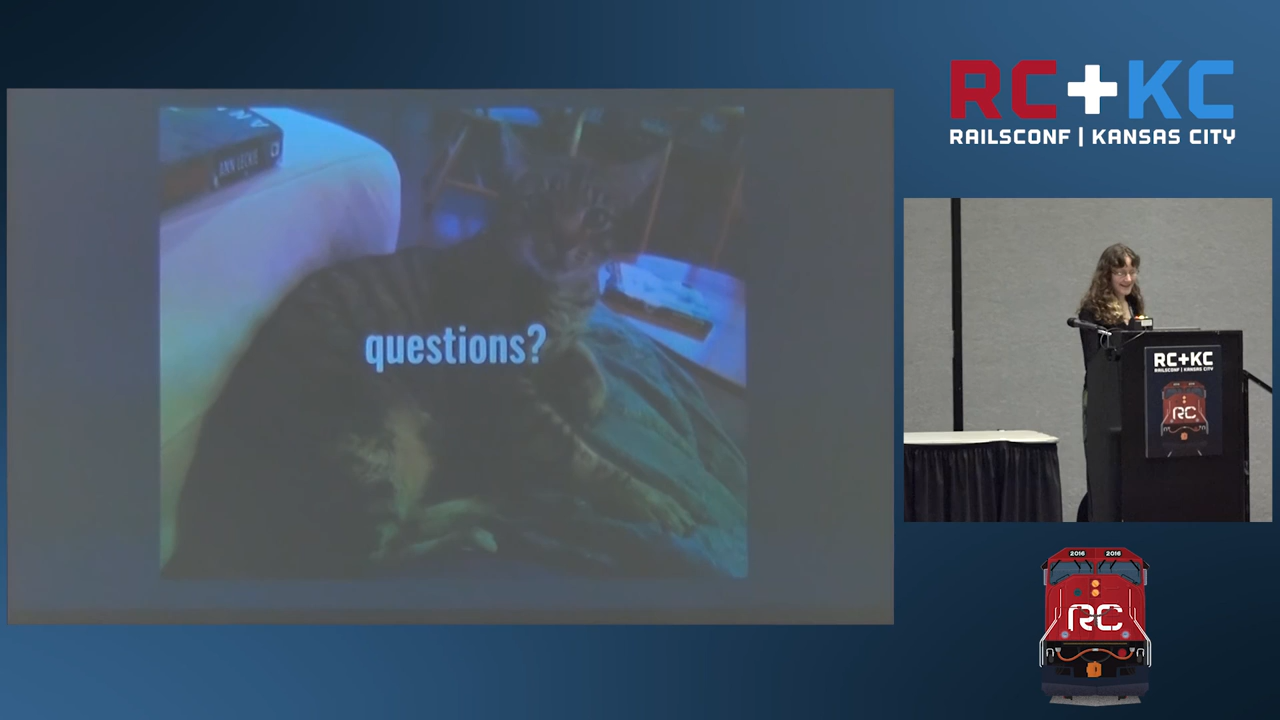 ANN LECKIE
questions?
RC+KC
RAILSCONF | KANSAS CITY
RC+KC
RAILSCONF | KANSAS CITY
RC
2016 2016
RC